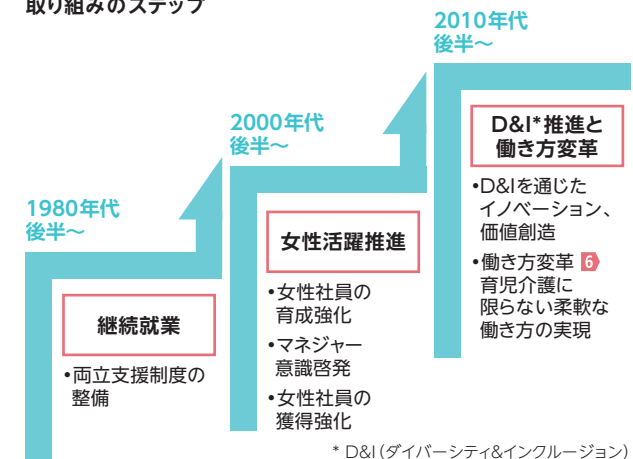 取り組みのステップ
1980年代
後半～
継続就業
•両立支援制度の
整備
2000年代
後半～
女性活躍推進
•女性社員の
育成強化
•マネジャー
意識啓発
•女性社員の
獲得強化
2010年代
後半～
D&I*推進と
働き方変革
•D&Iを通じた
イノベーション、
価値創造
•働き方変革 6
育児介護に
限らない柔軟な
働き方の実現
* D&I（ダイバーシティ&インクルージョン）